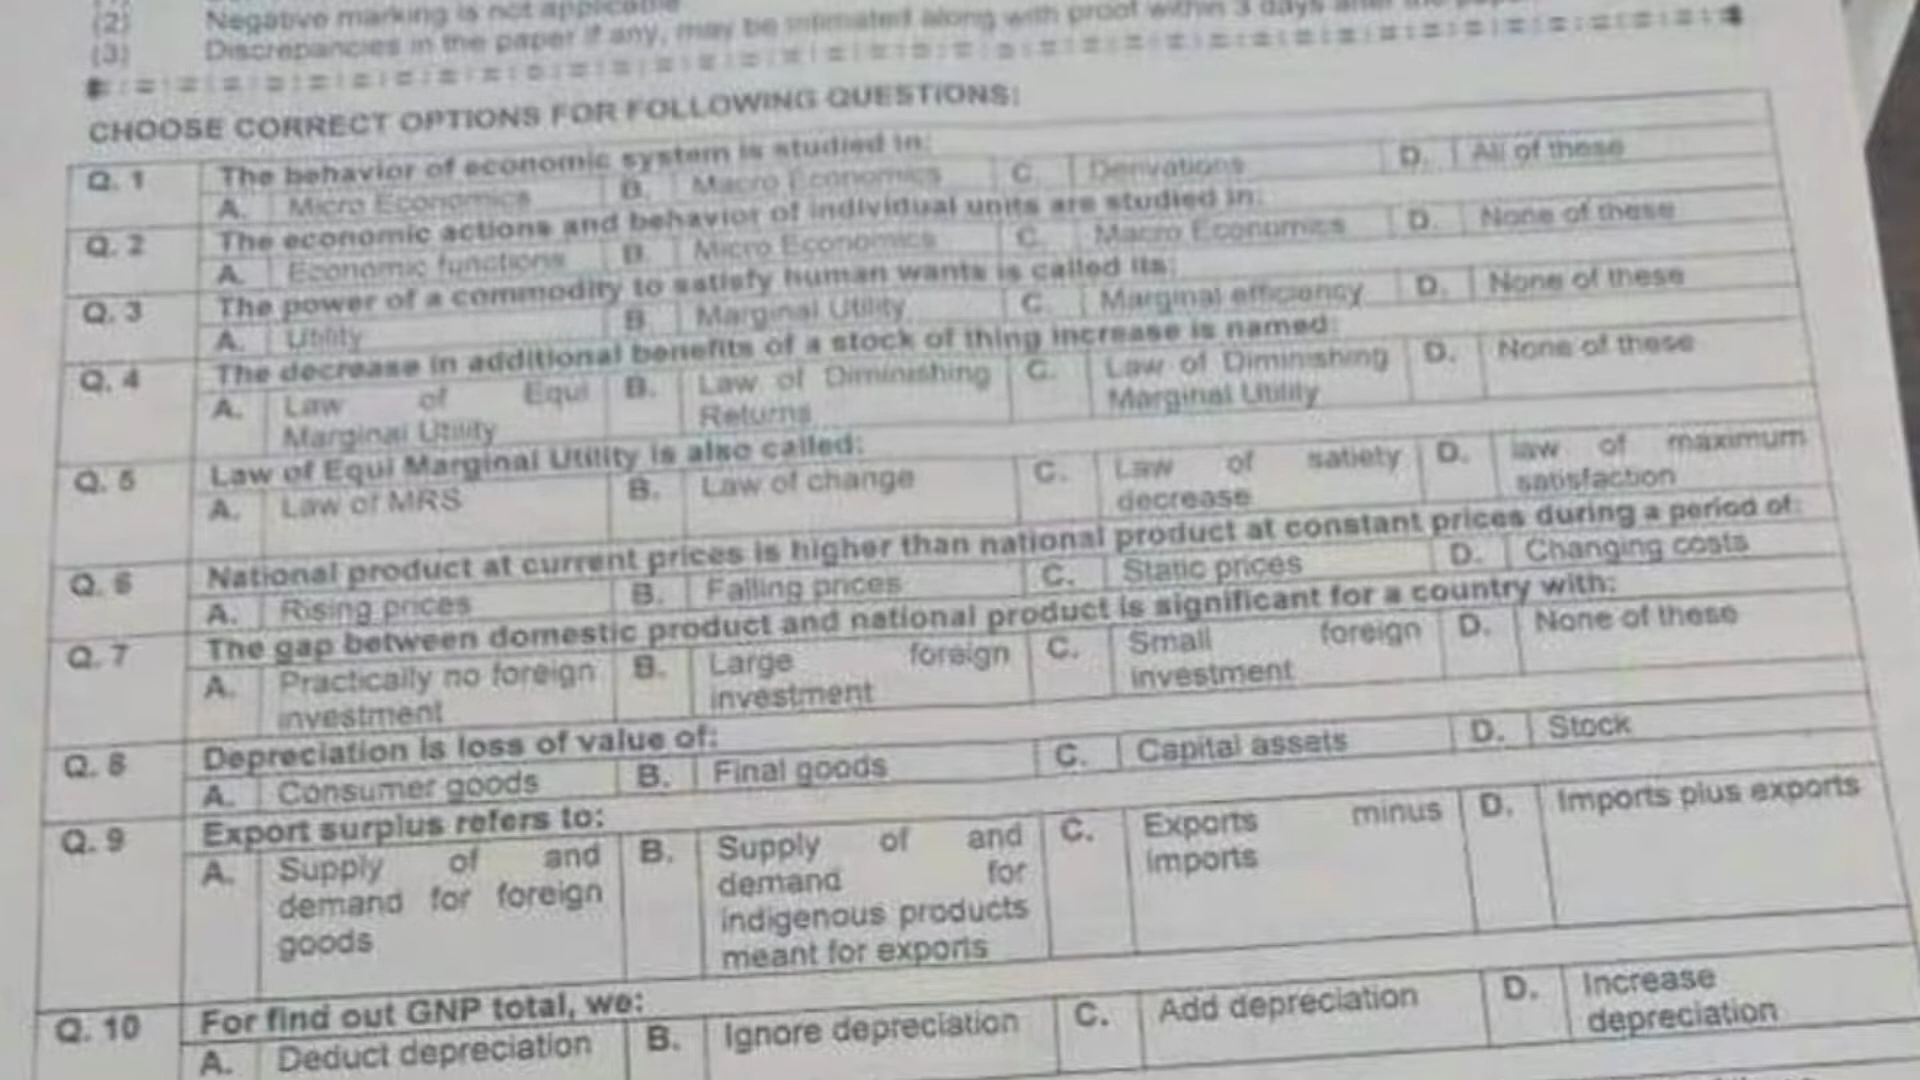 (2) Negative marking is not applicable
(3) Discrepancies in the paper if any, may be intimated along with proof within 3 days after the
CHOOSE CORRECT OPTIONS FOR FOLLOWING QUESTIONS:
Q. 1 The behavior of economic system is studied in:
A. Micro Economics B. Macro Economics C. Derivations D. All of these
Q. 2 The economic actions and behavior of individual units are studied in:
A. Economic functions B. Micro Economics C. Macro Economics D. None of these
Q. 3 The power of a commodity to satisfy human wants is called its:
A. Utility B. Marginal Utility C. Marginal efficiency D. None of these
Q. 4 The decrease in additional benefits of a stock of thing increase is named:
A. Law of Equi B. Law of Diminishing C. Law of Diminishing D. None of these
Marginal Utility Returns Marginal Utility
Q. 5 Law of Equi Marginal Utility is also called:
A. Law of MRS B. Law of change C. Law of satiety D. law of maximum
decrease satisfaction
Q. 6 National product at current prices is higher than national product at constant prices during a period of:
A. Rising prices B. Falling prices C. Static prices D. Changing costs
Q. 7 The gap between domestic product and national product is significant for a country with:
A. Practically no foreign B. Large foreign C. Small foreign D. None of these
investment investment investment
Q. 8 Depreciation is loss of value of:
A. Consumer goods B. Final goods C. Capital assets D. Stock
Q. 9 Export surplus refers to:
A. Supply of and B. Supply of and C. Exports minus D. Imports plus exports
demand for foreign demand for imports
goods indigenous products
meant for exports
Q. 10 For find out GNP total, we:
A. Deduct depreciation B. Ignore depreciation C. Add depreciation D. Increase
depreciation